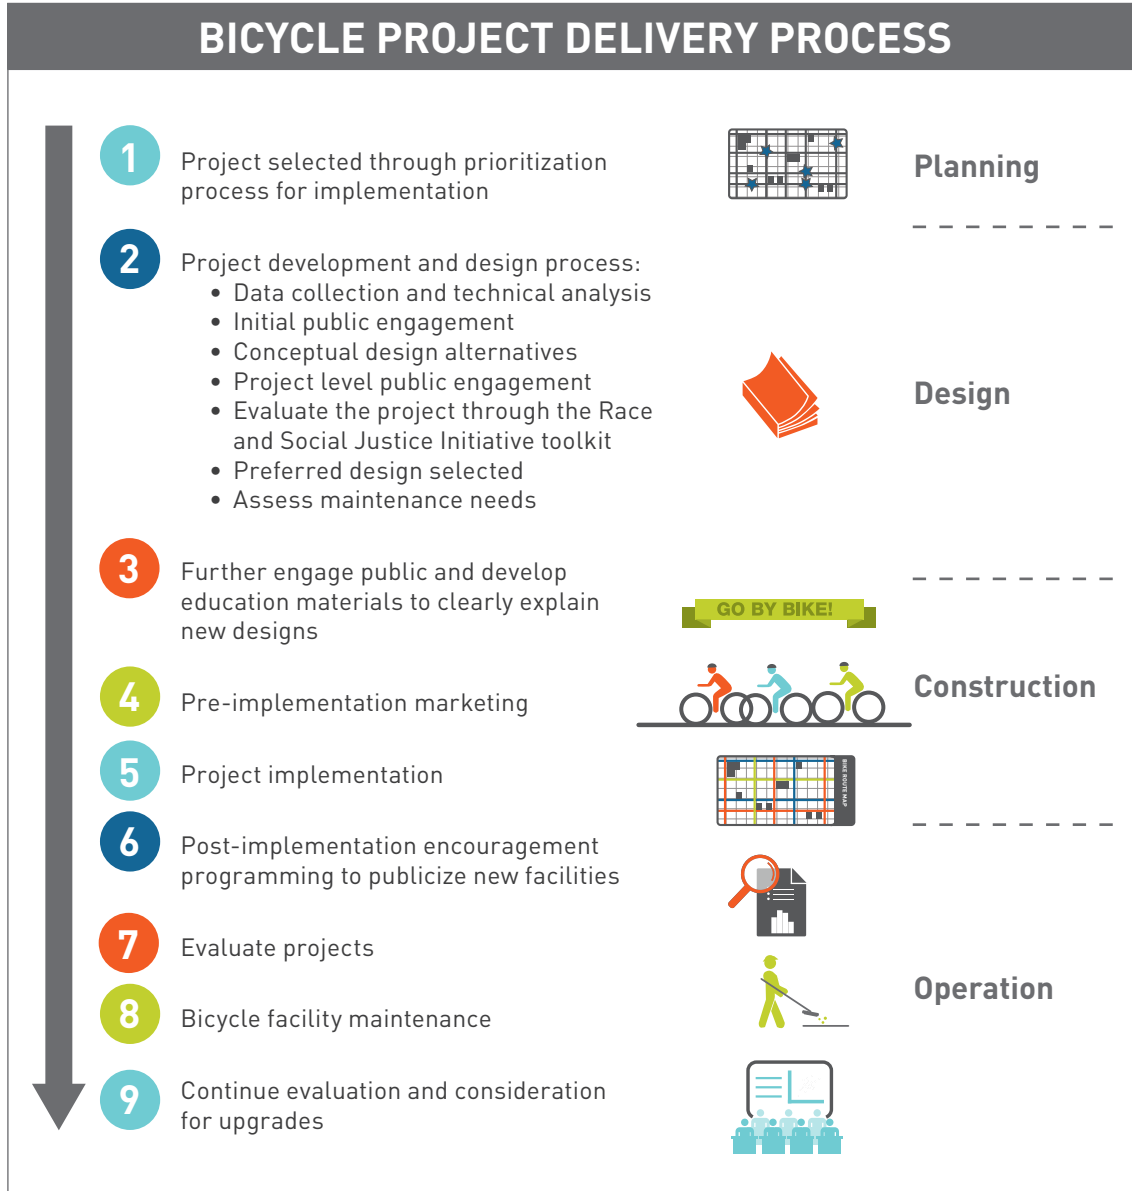 BICYCLE PROJECT DELIVERY PROCESS
1
Project selected through prioritization
process for implementation
Planning
2
Project development and design process:
• Data collection and technical analysis
• Initial public engagement
• Conceptual design alternatives
• Project level public engagement
• Evaluate the project through the Race
and Social Justice Initiative toolkit
• Preferred design selected
• Assess maintenance needs
Design
3
Further engage public and develop
education materials to clearly explain
new designs
GO BY BIKE!
4
Pre-implementation marketing
Construction
5
Project implementation
BIKE ROUTE MAP
6
Post-implementation encouragement
programming to publicize new facilities
7
Evaluate projects
Operation
8
Bicycle facility maintenance
9
Continue evaluation and consideration
for upgrades